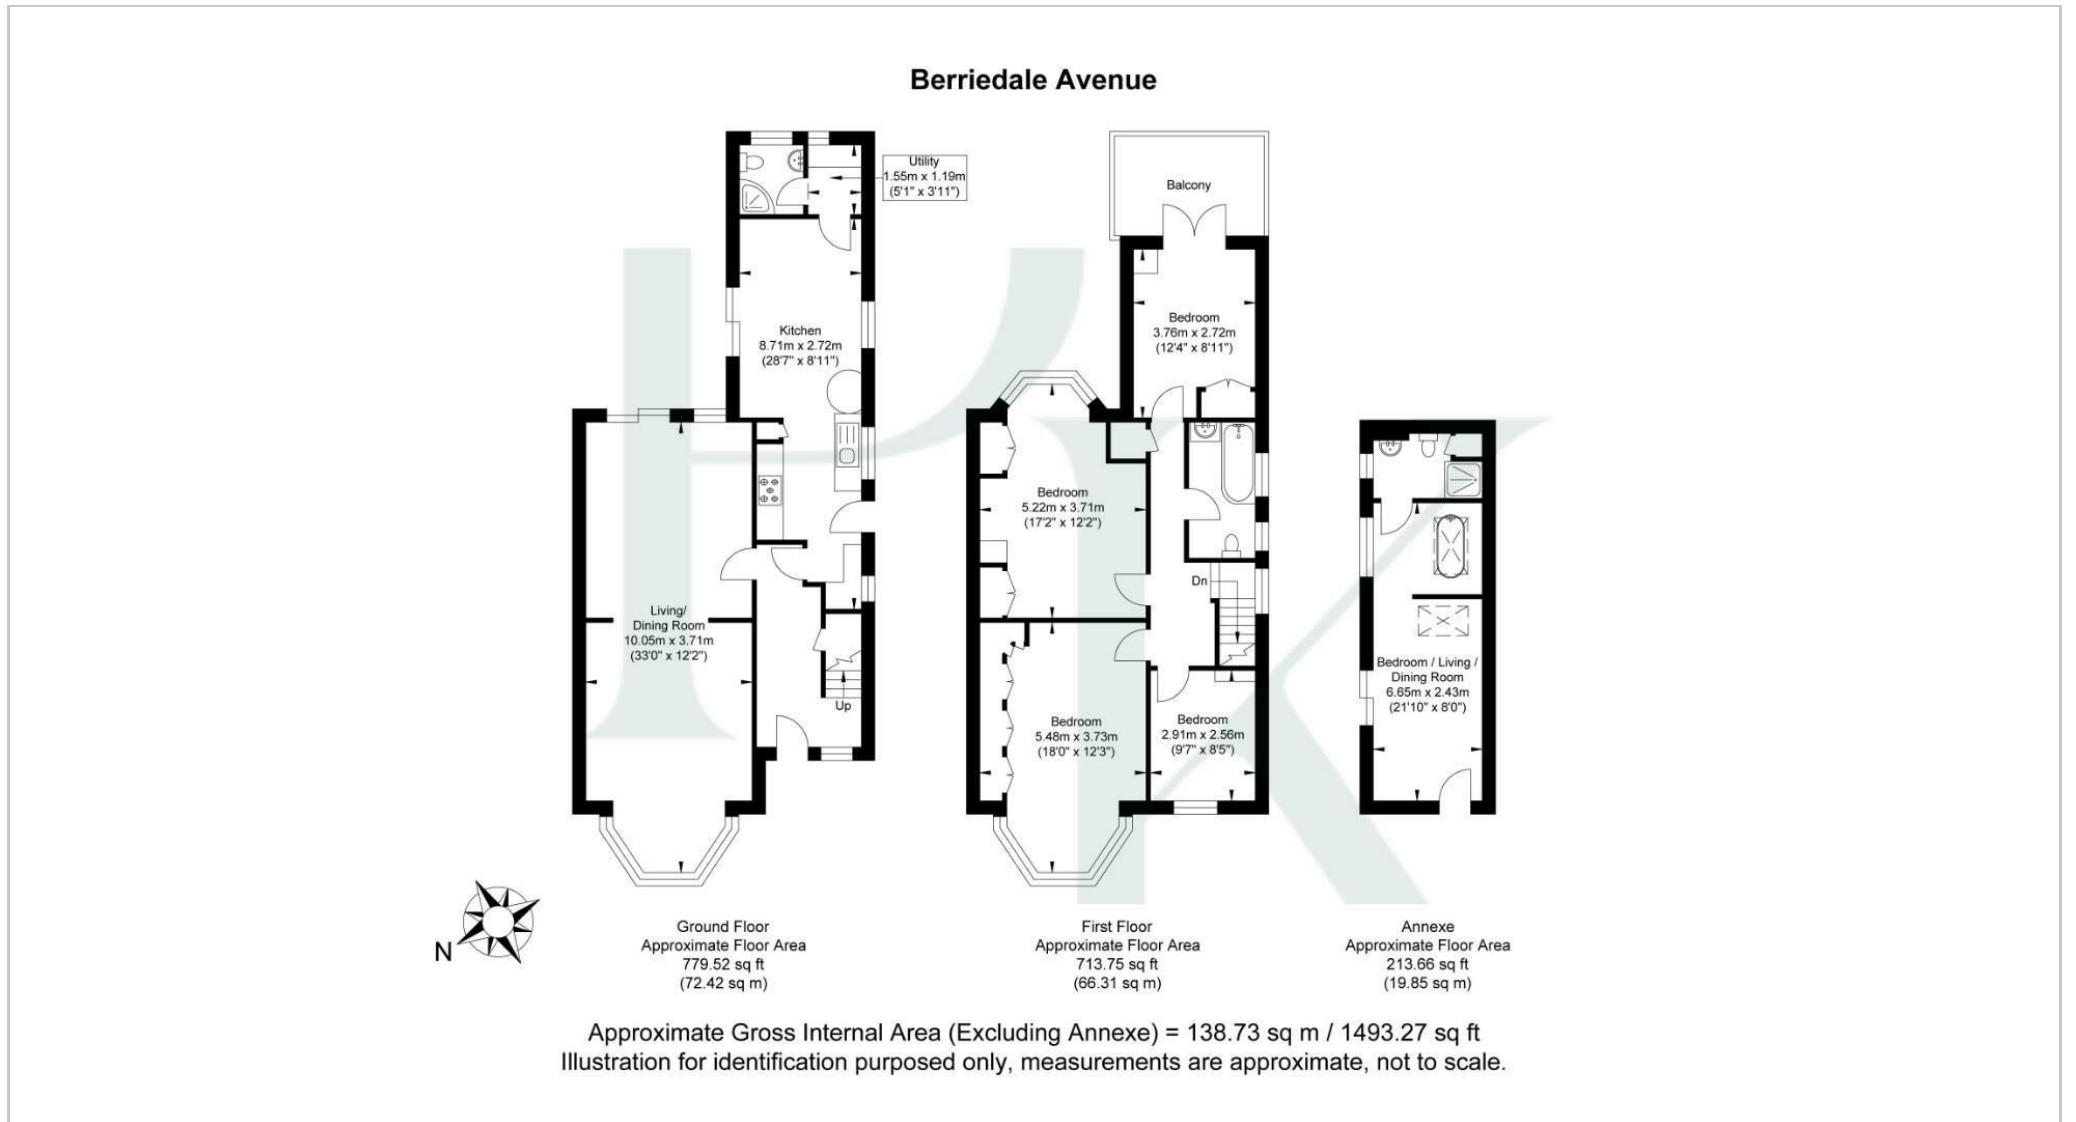 Berriedale Avenue
Utility
1.55m x 1.19m
(5'1" x 3'11")
Kitchen
8.71m x 2.72m
(28'7" x 8'11")
Living/
Dining Room
10.05m x 3.71m
(33'0" x 12'2")
Up
Balcony
Bedroom
3.76m x 2.72m
(12'4" x 8'11")
Bedroom
5.22m x 3.71m
(17'2" x 12'2")
Dn
Bedroom
5.48m x 3.73m
(18'0" x 12'3")
Bedroom
2.91m x 2.56m
(9'7" x 8'5")
Bedroom / Living /
Dining Room
6.65m x 2.43m
(21'10" x 8'0")
N
Ground Floor
Approximate Floor Area
779.52 sq ft
(72.42 sq m)
First Floor
Approximate Floor Area
713.75 sq ft
(66.31 sq m)
Annexe
Approximate Floor Area
213.66 sq ft
(19.85 sq m)
Approximate Gross Internal Area (Excluding Annexe) = 138.73 sq m / 1493.27 sq ft
Illustration for identification purposed only, measurements are approximate, not to scale.